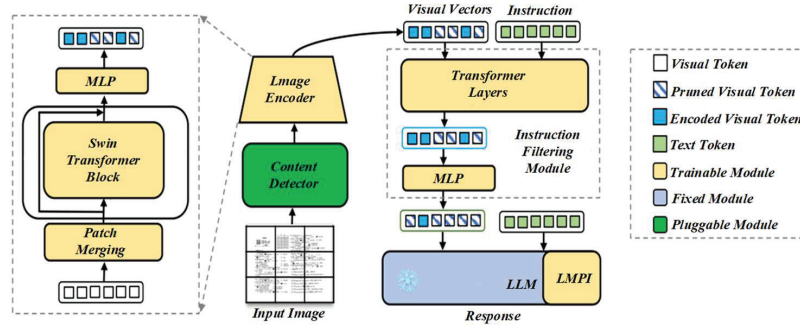 Visual Vectors
Instruction
MLP
Swin
Transformer
Block
Patch
Merging
Lmage
Encoder
Content
Detector
Input Image
Transformer
Layers
Instruction
Filtering
Module
MLP
LLM
LMPI
Response
Visual Token
Pruned Visual Token
Encoded Visual Token
Text Token
Trainable Module
Fixed Module
Pluggable Module